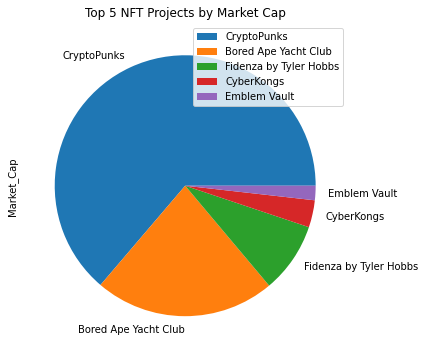 Top 5 NFT Projects by Market Cap
CryptoPunks
Bored Ape Yacht Club
Fidenza by Tyler Hobbs
CyberKongs
Emblem Vault
CryptoPunks
Market_Cap
Emblem Vault
CyberKongs
Fidenza by Tyler Hobbs
Bored Ape Yacht Club